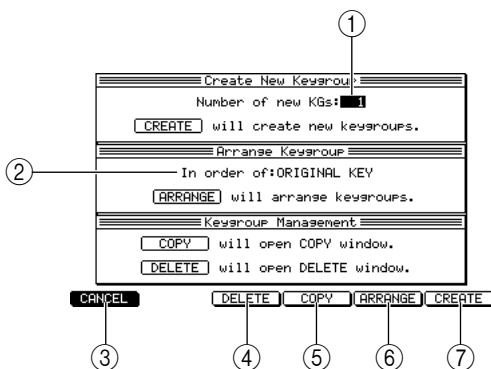 ①
Create New Keygroup
Number of new KGs: 1
CREATE will create new keygroups.
Arrange Keygroup
② In order of:ORIGINAL KEY
ARRANGE will arrange keygroups.
Keygroup Management
COPY will open COPY window.
DELETE will open DELETE window.
CANCEL DELETE COPY ARRANGE CREATE
③ ④ ⑤ ⑥ ⑦